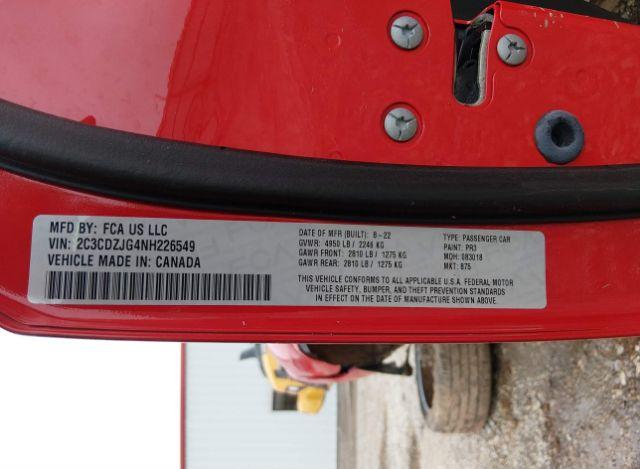 MFD BY: FCA US LLC
VIN: 2C3CDZJG4NH226549
VEHICLE MADE IN: CANADA
DATE OF MFR (BUILT): 8-22
GVWR: 4950 LB / 2246 KG
GAWR FRONT: 2810 LB / 1275 KG
GAWR REAR: 2810 LB / 1275 KG
TYPE: PASSENGER CAR
PAINT: PR3
MDH: 083018
MKT: 875
THIS VEHICLE CONFORMS TO ALL APPLICABLE U.S.A. FEDERAL MOTOR
VEHICLE SAFETY, BUMPER, AND THEFT PREVENTION STANDARDS
IN EFFECT ON THE DATE OF MANUFACTURE SHOWN ABOVE.